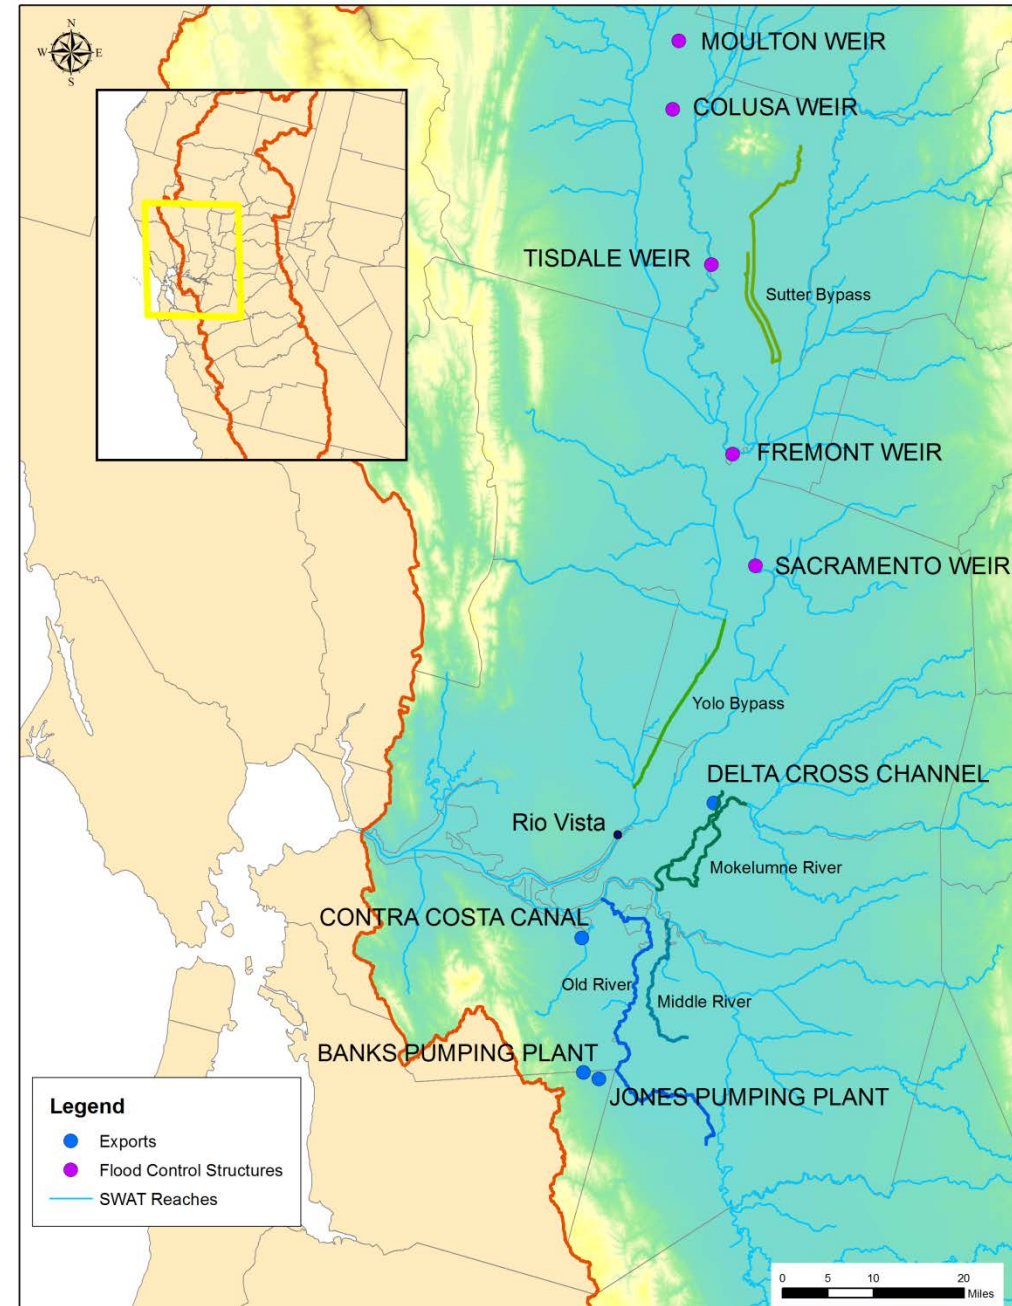 N
W E
S
MOULTON WEIR
COLUSA WEIR
TISDALE WEIR
Sutter Bypass
FREMONT WEIR
SACRAMENTO WEIR
Yolo Bypass
DELTA CROSS CHANNEL
Rio Vista
Mokelumne River
CONTRA COSTA CANAL
Old River
Middle River
BANKS PUMPING PLANT
JONES PUMPING PLANT
Legend
Exports
Flood Control Structures
SWAT Reaches
0 5 10 20
Miles